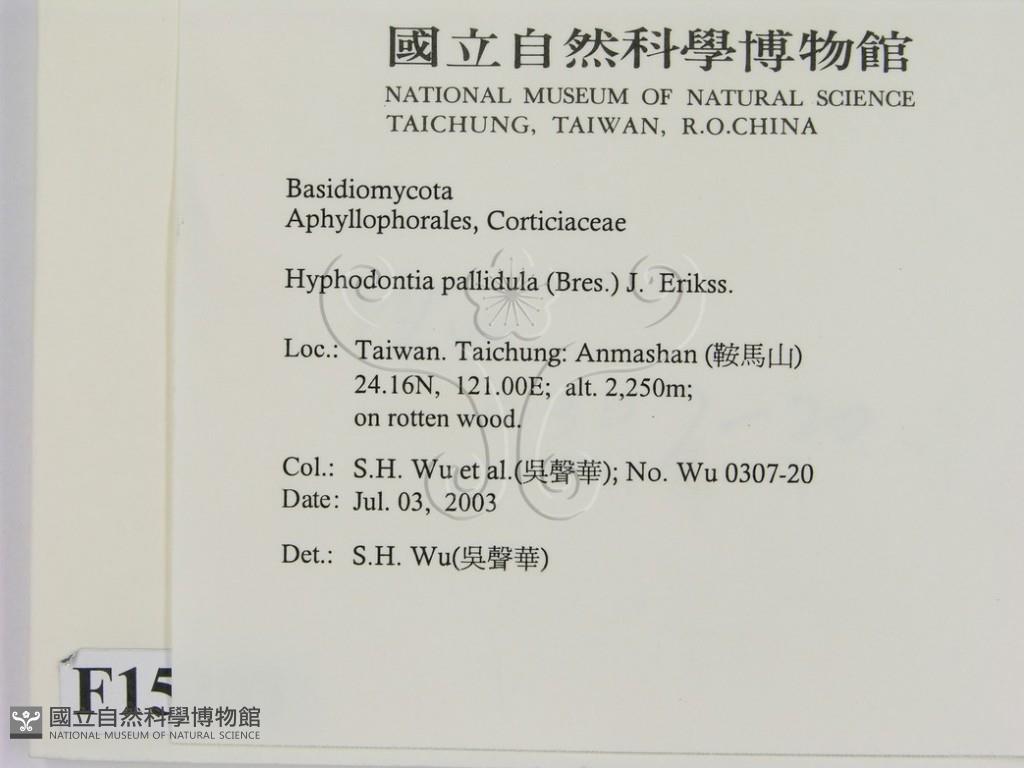 國立自然科學博物館
NATIONAL MUSEUM OF NATURAL SCIENCE
TAICHUNG, TAIWAN, R.O.CHINA
Basidiomycota
Aphyllophorales, Corticiaceae
Hyphodontia pallidula (Bres.) J. Erikss.
Loc.: Taiwan. Taichung: Anmashan (鞍馬山)
24.16N, 121.00E; alt. 2,250m;
on rotten wood.
Col.: S.H. Wu et al.(吳聲華); No. Wu 0307-20
Date: Jul. 03, 2003
Det.: S.H. Wu(吳聲華)
F15
國立自然科學博物館
NATIONAL MUSEUM OF NATURAL SCIENCE